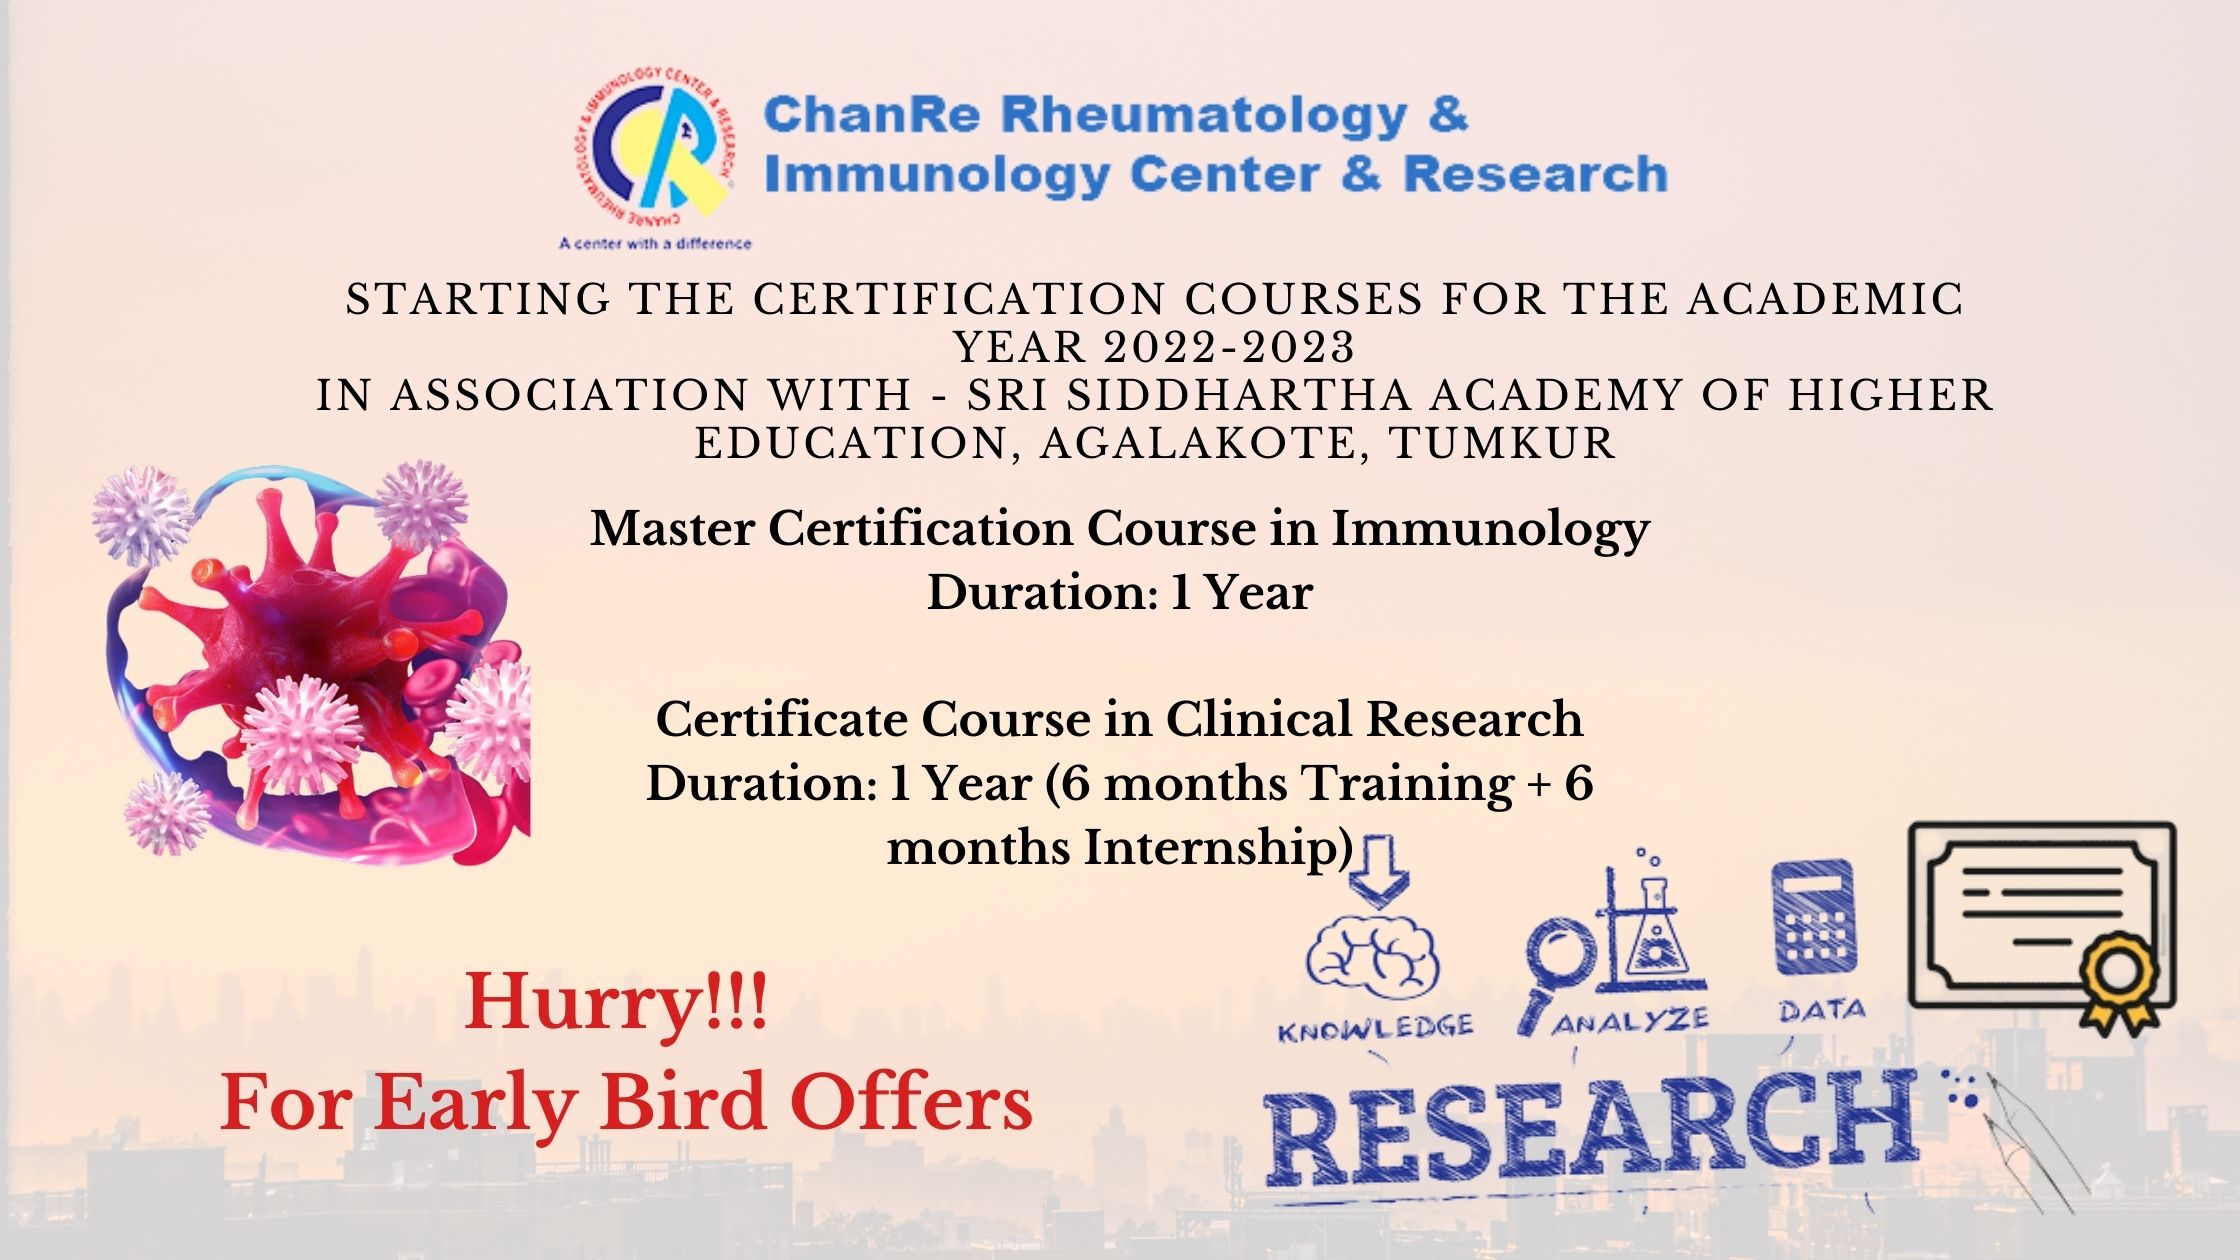 CHANRE RHEUMATOLOGY & IMMUNOLOGY CENTER & RESEARCH
A center with a difference
ChanRe Rheumatology &
Immunology Center & Research
STARTING THE CERTIFICATION COURSES FOR THE ACADEMIC
YEAR 2022-2023
IN ASSOCIATION WITH - SRI SIDDHARTHA ACADEMY OF HIGHER
EDUCATION, AGALAKOTE, TUMKUR
Master Certification Course in Immunology
Duration: 1 Year
Certificate Course in Clinical Research
Duration: 1 Year (6 months Training + 6
months Internship)
Hurry!!!
For Early Bird Offers
KNOWLEDGE
ANALYZE
DATA
RESEARCH